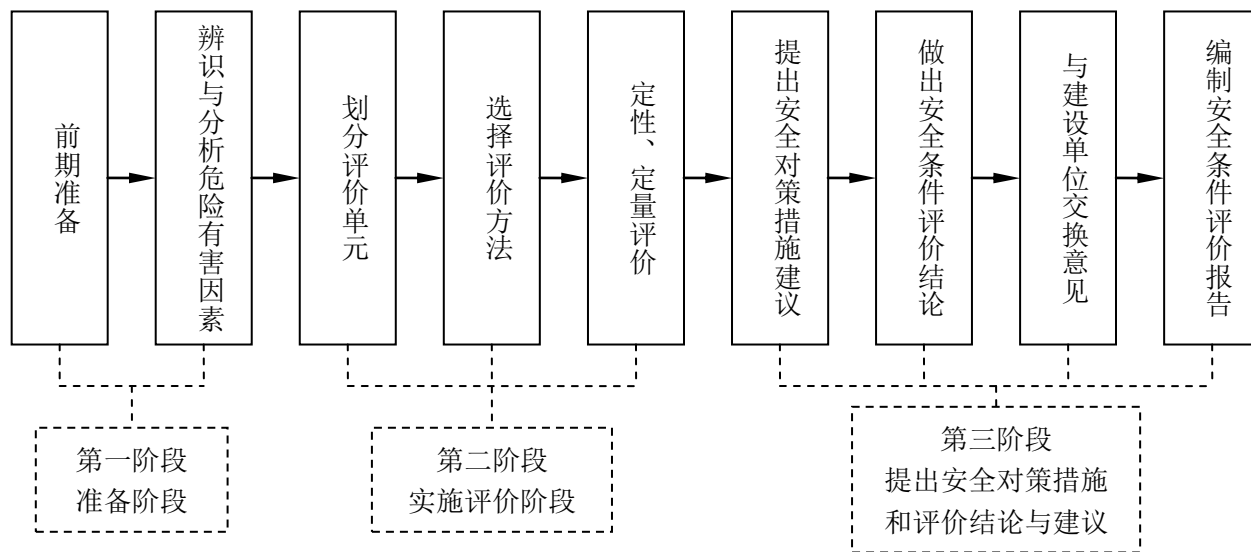 前期准备
辨识与分析危险有害因素
划分评价单元
选择评价方法
定性、定量评价
提出安全对策措施建议
做出安全条件评价结论
与建设单位交换意见
编制安全条件评价报告
第一阶段
准备阶段
第二阶段
实施评价阶段
第三阶段
提出安全对策措施
和评价结论与建议